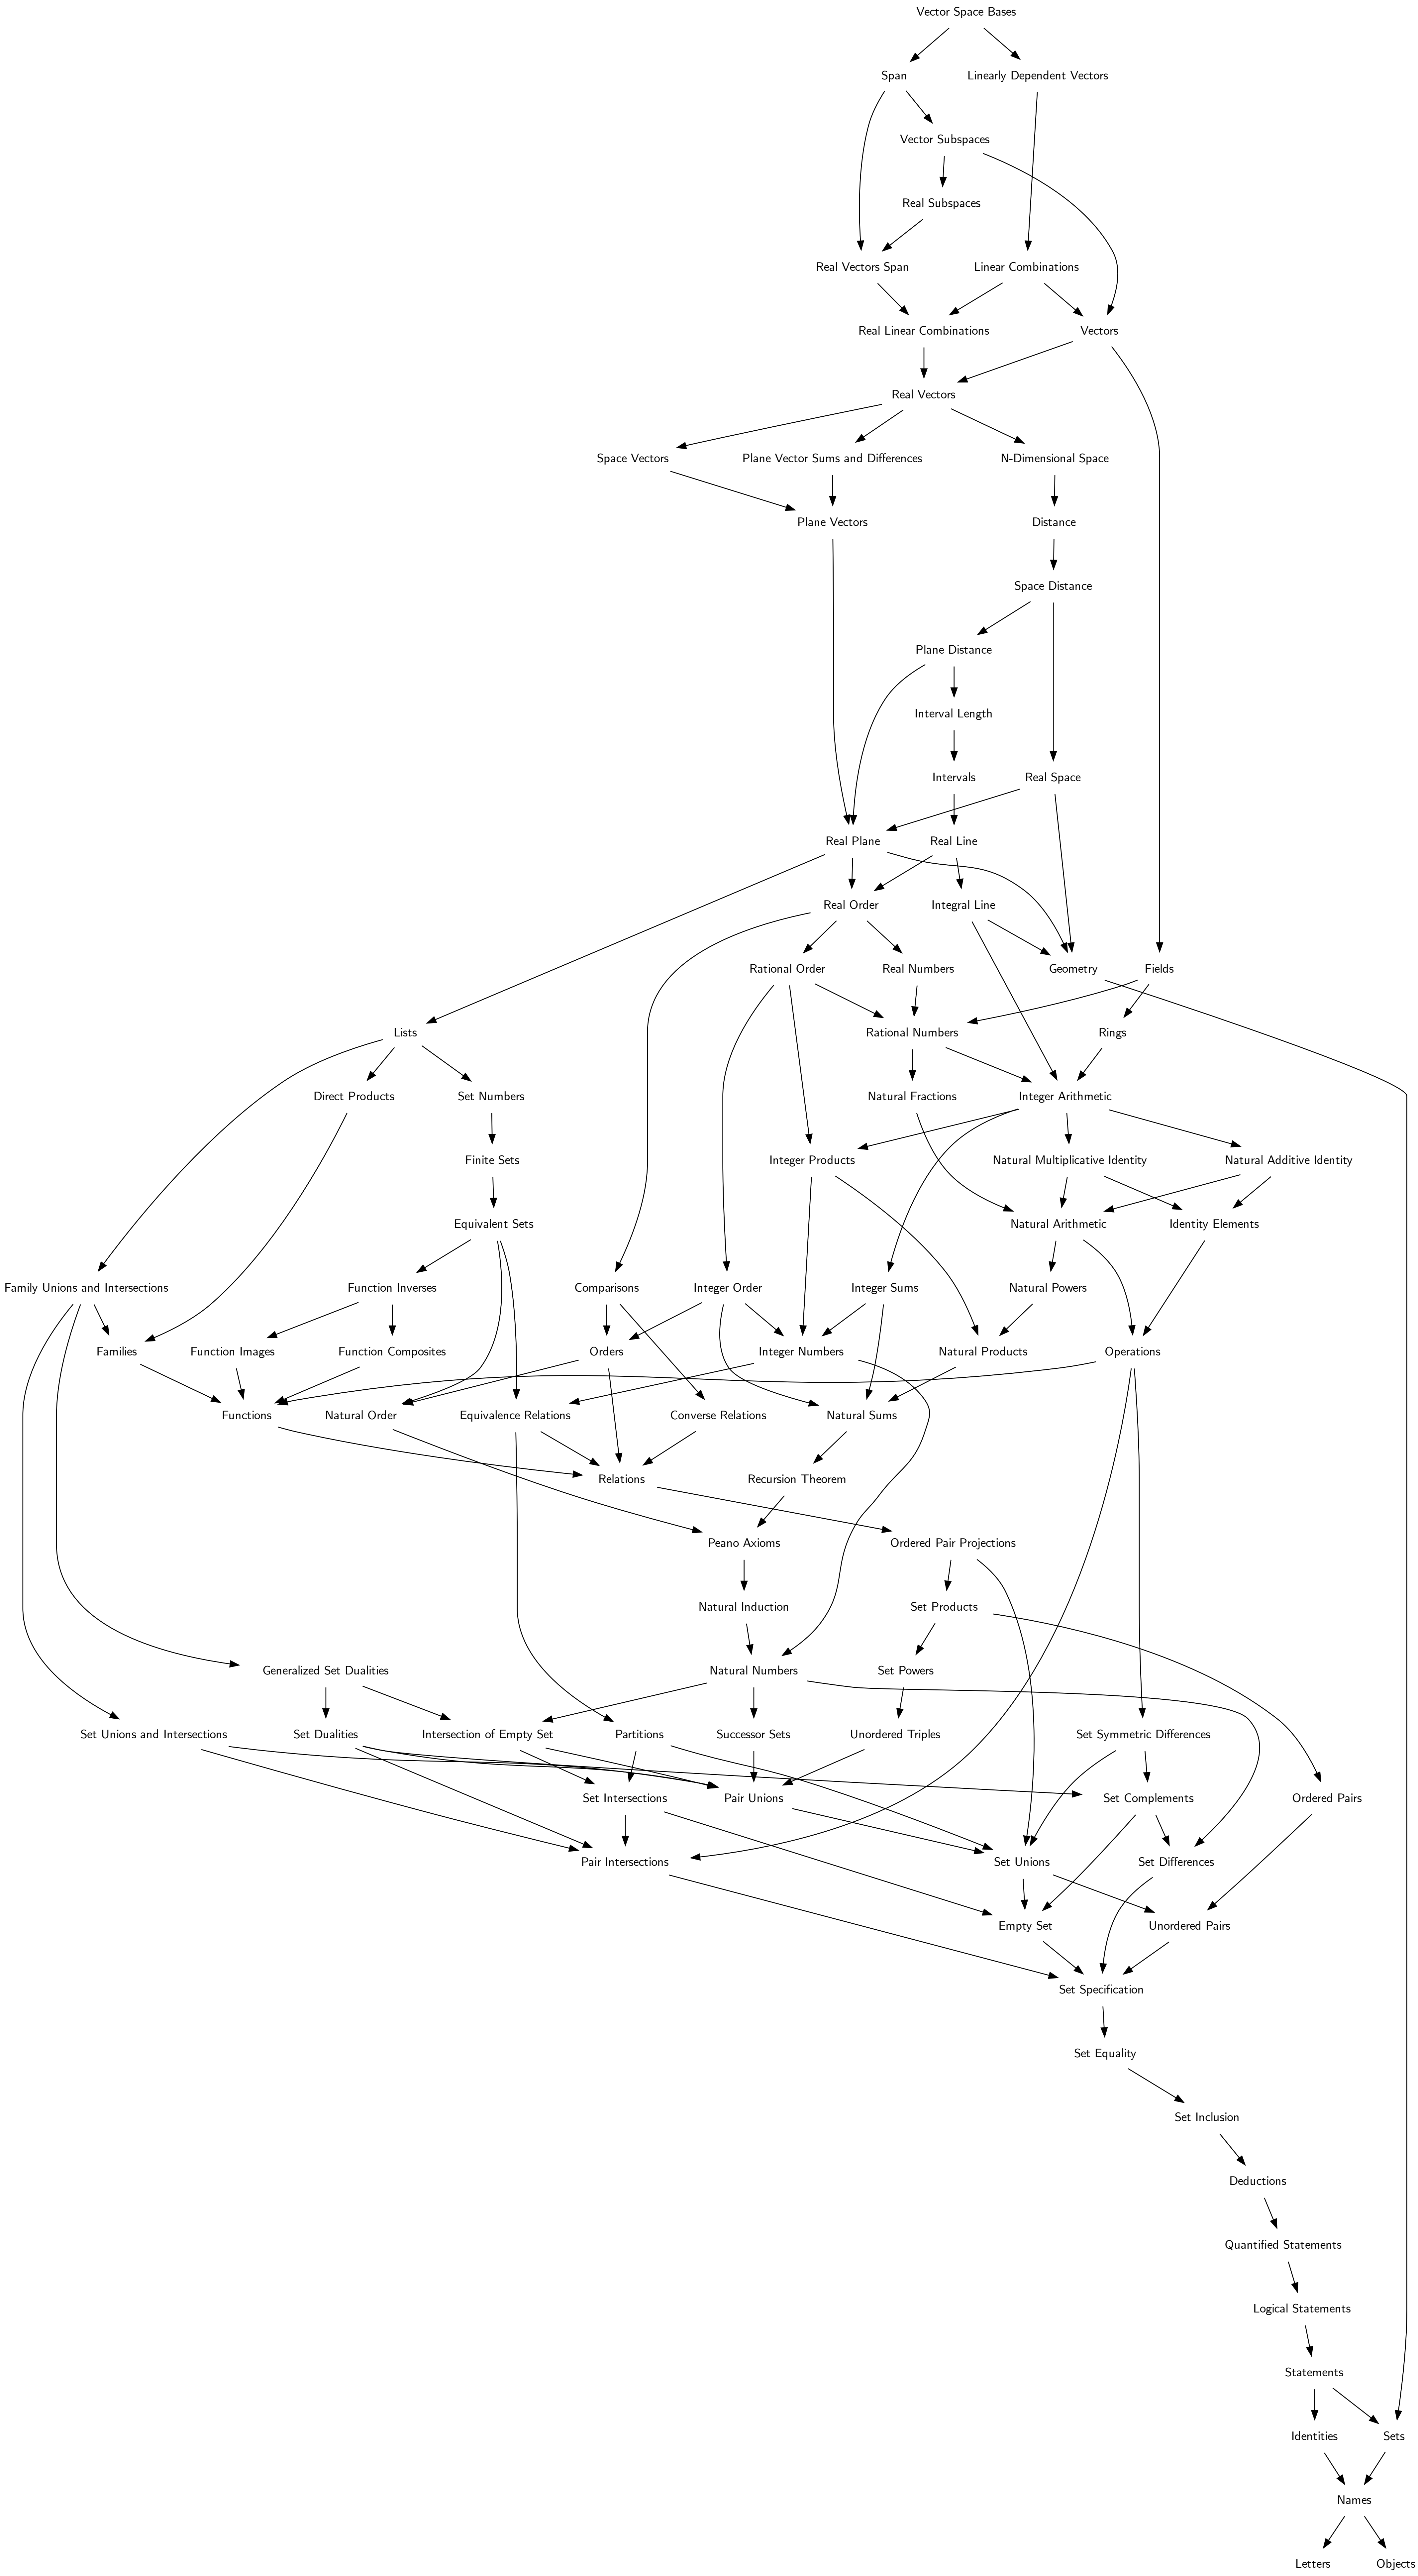 Vector Space Bases
Span
Linearly Dependent Vectors
Vector Subspaces
Real Subspaces
Real Vectors Span
Linear Combinations
Real Linear Combinations
Vectors
Real Vectors
Space Vectors
Plane Vector Sums and Differences
N-Dimensional Space
Plane Vectors
Distance
Space Distance
Plane Distance
Interval Length
Intervals
Real Space
Real Plane
Real Line
Real Order
Integral Line
Rational Order
Real Numbers
Geometry
Fields
Lists
Rational Numbers
Rings
Direct Products
Set Numbers
Natural Fractions
Integer Arithmetic
Finite Sets
Integer Products
Natural Multiplicative Identity
Natural Additive Identity
Equivalent Sets
Natural Arithmetic
Identity Elements
Family Unions and Intersections
Function Inverses
Comparisons
Integer Order
Integer Sums
Natural Powers
Families
Function Images
Function Composites
Orders
Integer Numbers
Natural Products
Operations
Functions
Natural Order
Equivalence Relations
Converse Relations
Natural Sums
Relations
Recursion Theorem
Peano Axioms
Ordered Pair Projections
Natural Induction
Set Products
Generalized Set Dualities
Natural Numbers
Set Powers
Set Unions and Intersections
Set Dualities
Intersection of Empty Set
Partitions
Successor Sets
Unordered Triples
Set Symmetric Differences
Set Intersections
Pair Unions
Set Complements
Ordered Pairs
Pair Intersections
Set Unions
Set Differences
Empty Set
Unordered Pairs
Set Specification
Set Equality
Set Inclusion
Deductions
Quantified Statements
Logical Statements
Statements
Identities
Sets
Names
Letters
Objects